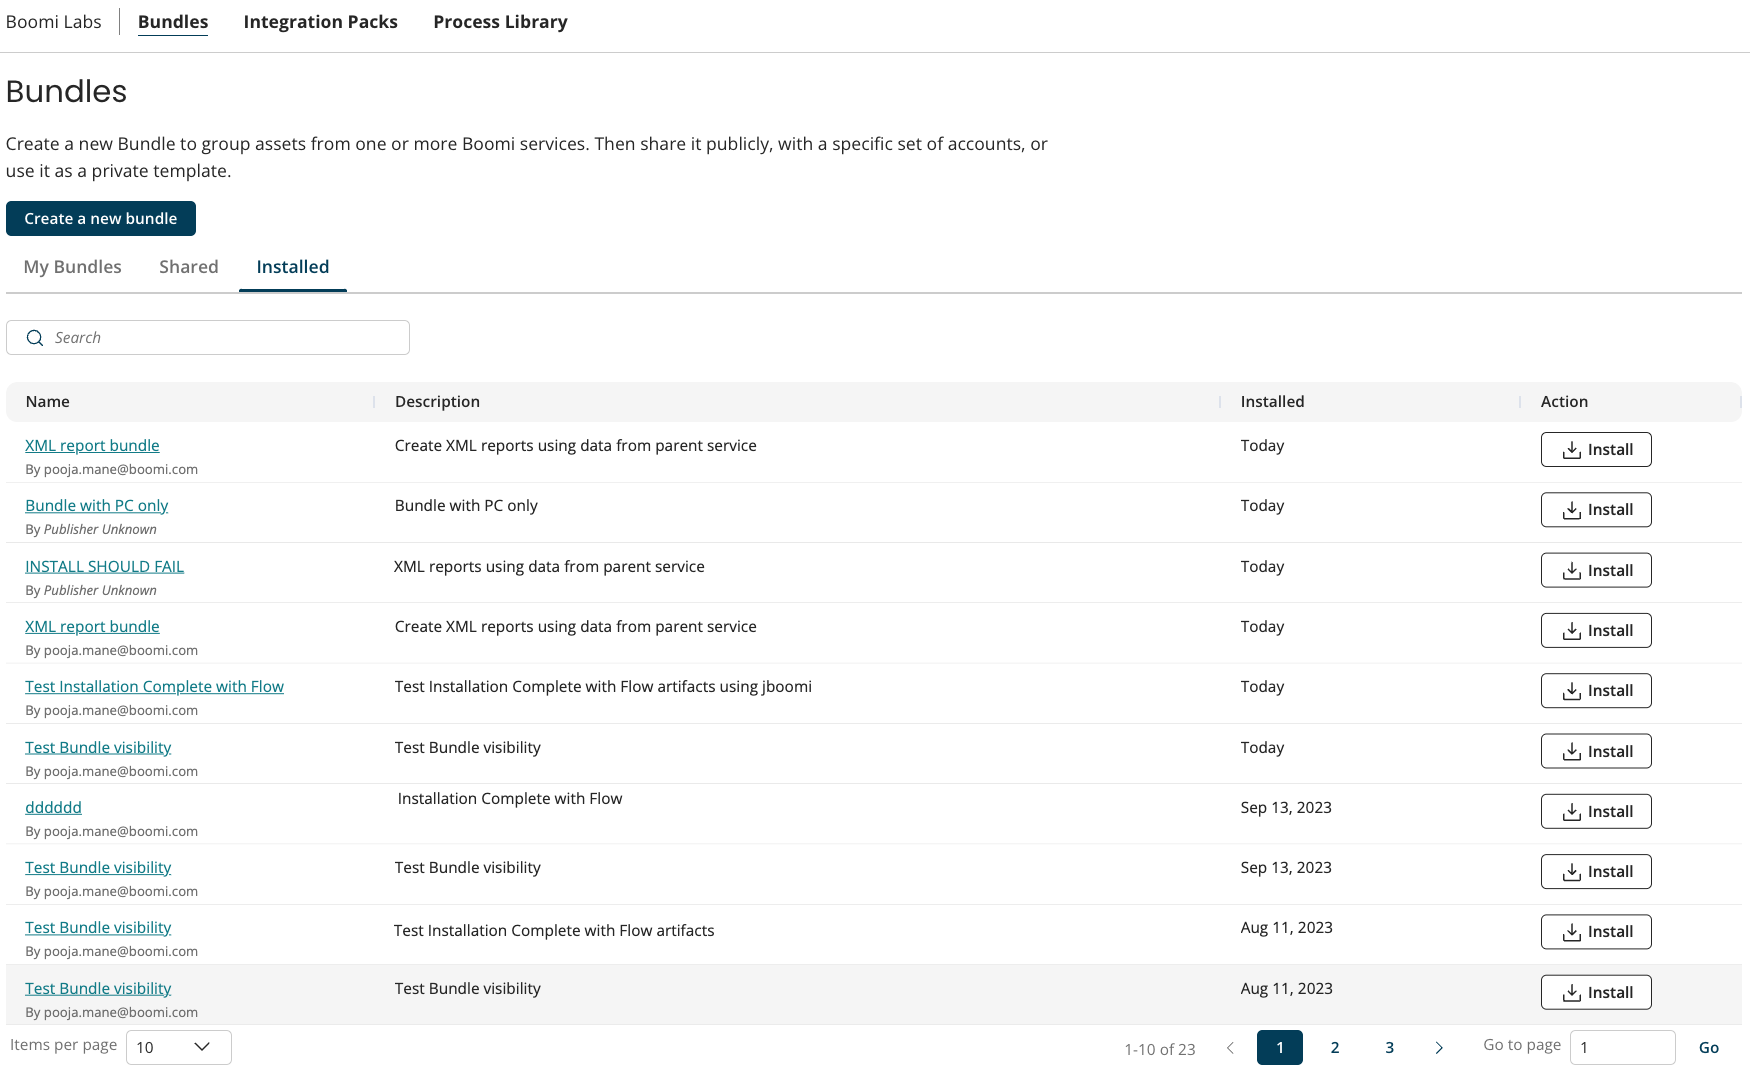 Boomi Labs Bundles Integration Packs Process Library
Bundles
Create a new Bundle to group assets from one or more Boomi services. Then share it publicly, with a specific set of accounts, or
use it as a private template.
Create a new bundle
My Bundles Shared Installed
Search
Name Description Installed Action
XML report bundle Create XML reports using data from parent service Today Install
By pooja.mane@boomi.com
Bundle with PC only Bundle with PC only Today Install
By Publisher Unknown
INSTALL SHOULD FAIL XML reports using data from parent service Today Install
By Publisher Unknown
XML report bundle Create XML reports using data from parent service Today Install
By pooja.mane@boomi.com
Test Installation Complete with Flow Test Installation Complete with Flow artifacts using jboomi Today Install
By pooja.mane@boomi.com
Test Bundle visibility Test Bundle visibility Today Install
By pooja.mane@boomi.com
dddddd Installation Complete with Flow Sep 13, 2023 Install
By pooja.mane@boomi.com
Test Bundle visibility Test Bundle visibility Sep 13, 2023 Install
By pooja.mane@boomi.com
Test Bundle visibility Test Installation Complete with Flow artifacts Aug 11, 2023 Install
By pooja.mane@boomi.com
Test Bundle visibility Test Bundle visibility Aug 11, 2023 Install
By pooja.mane@boomi.com
Items per page 10 1-10 of 23 1 2 3 Go to page 1 Go